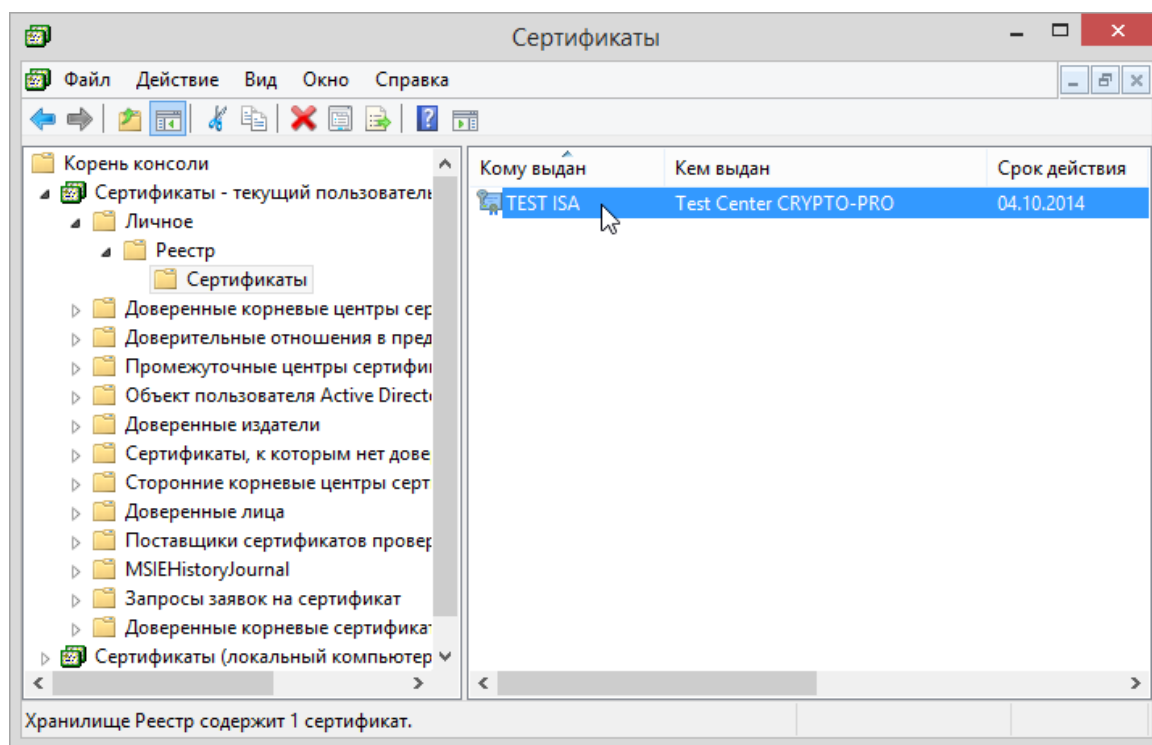 Сертификаты
Файл Действие Вид Окно Справка
Корень консоли
Сертификаты - текущий пользователь
Личное
Реестр
Сертификаты
Доверенные корневые центры сер
Доверительные отношения в пред
Промежуточные центры сертифи
Объект пользователя Active Direct
Доверенные издатели
Сертификаты, к которым нет дове
Сторонние корневые центры серт
Доверенные лица
Поставщики сертификатов провер
MSIEHistoryJournal
Запросы заявок на сертификат
Доверенные корневые сертифика
Сертификаты (локальный компьютер
Кому выдан Кем выдан Срок действия
TEST ISA Test Center CRYPTO-PRO 04.10.2014
Хранилище Реестр содержит 1 сертификат.